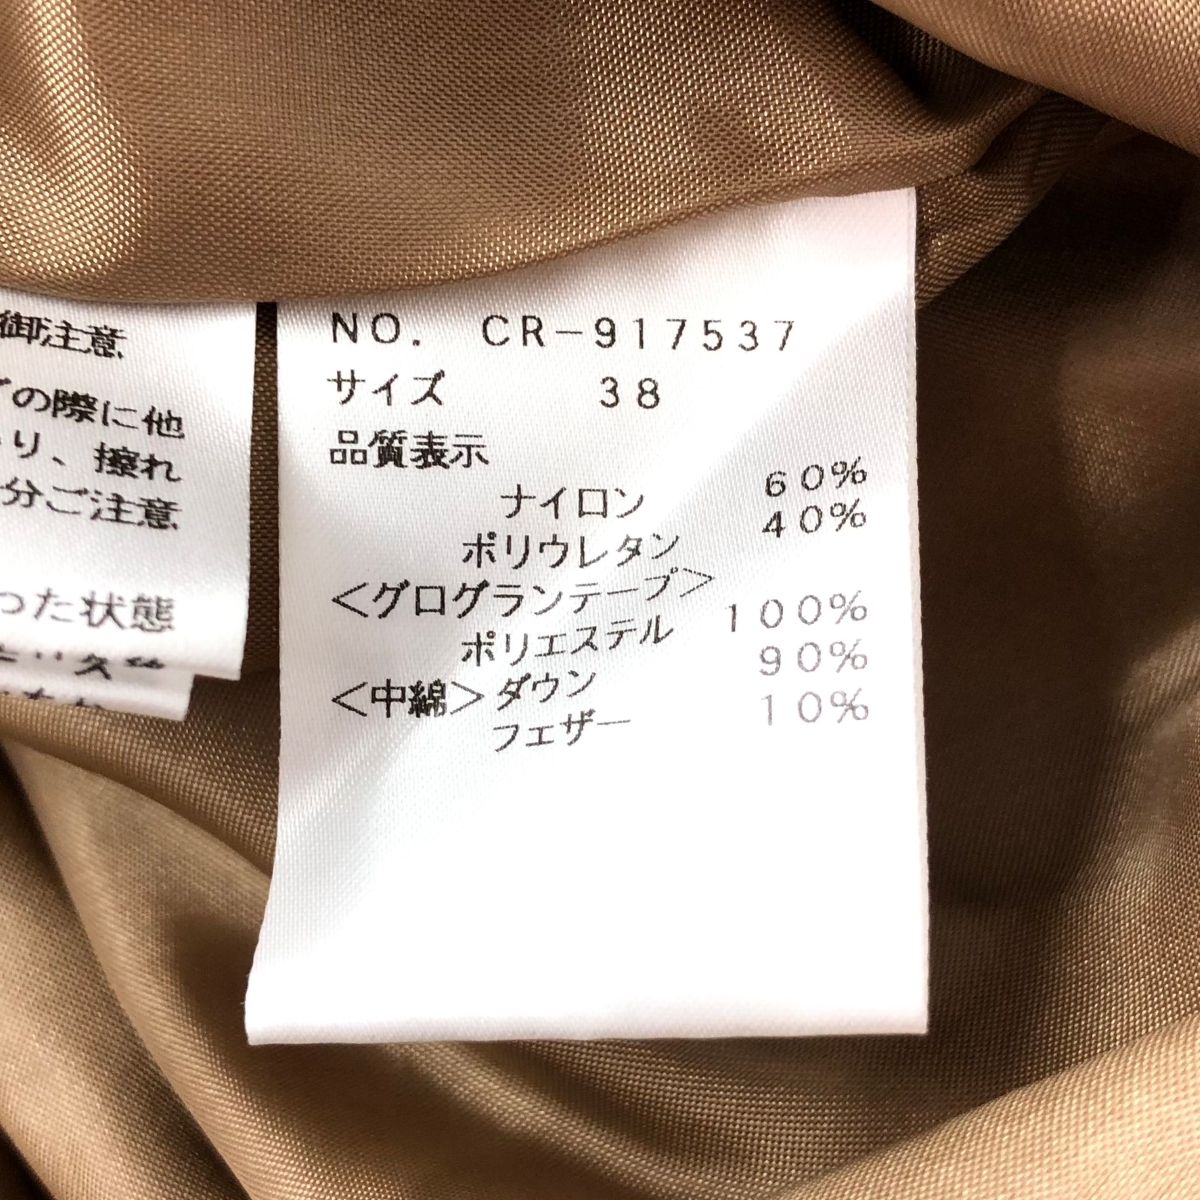 御注意
の際に他
り、擦れ
分ご注意
った状態
NO. CR-917537
サイズ 38
品質表示
ナイロン 60%
ポリウレタン 40%
<グログランテープ>
ポリエステル 100%
<中綿>ダウン 90%
フェザー 10%